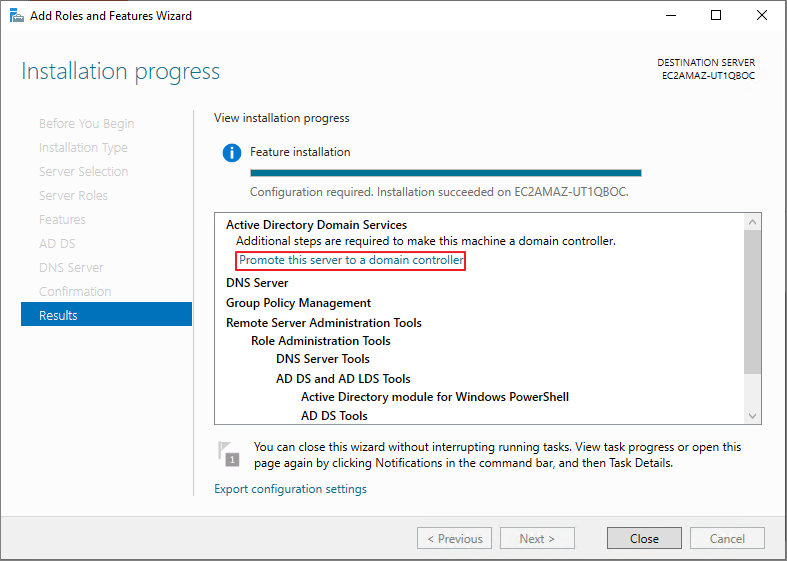 Add Roles and Features Wizard
Installation progress
DESTINATION SERVER
EC2AMAZ-UT1QBOC
Before You Begin
Installation Type
Server Selection
Server Roles
Features
AD DS
DNS Server
Confirmation
Results
View installation progress
Feature installation
Configuration required. Installation succeeded on EC2AMAZ-UT1QBOC.
Active Directory Domain Services
Additional steps are required to make this machine a domain controller.
Promote this server to a domain controller
DNS Server
Group Policy Management
Remote Server Administration Tools
Role Administration Tools
DNS Server Tools
AD DS and AD LDS Tools
Active Directory module for Windows PowerShell
AD DS Tools
1
You can close this wizard without interrupting running tasks. View task progress or open this
page again by clicking Notifications in the command bar, and then Task Details.
Export configuration settings
< Previous
Next >
Close
Cancel